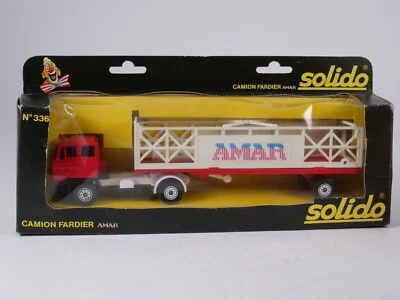 solido
CAMION FARDIER AMAR
N° 336
AMAR
solido
CAMION FARDIER AMAR